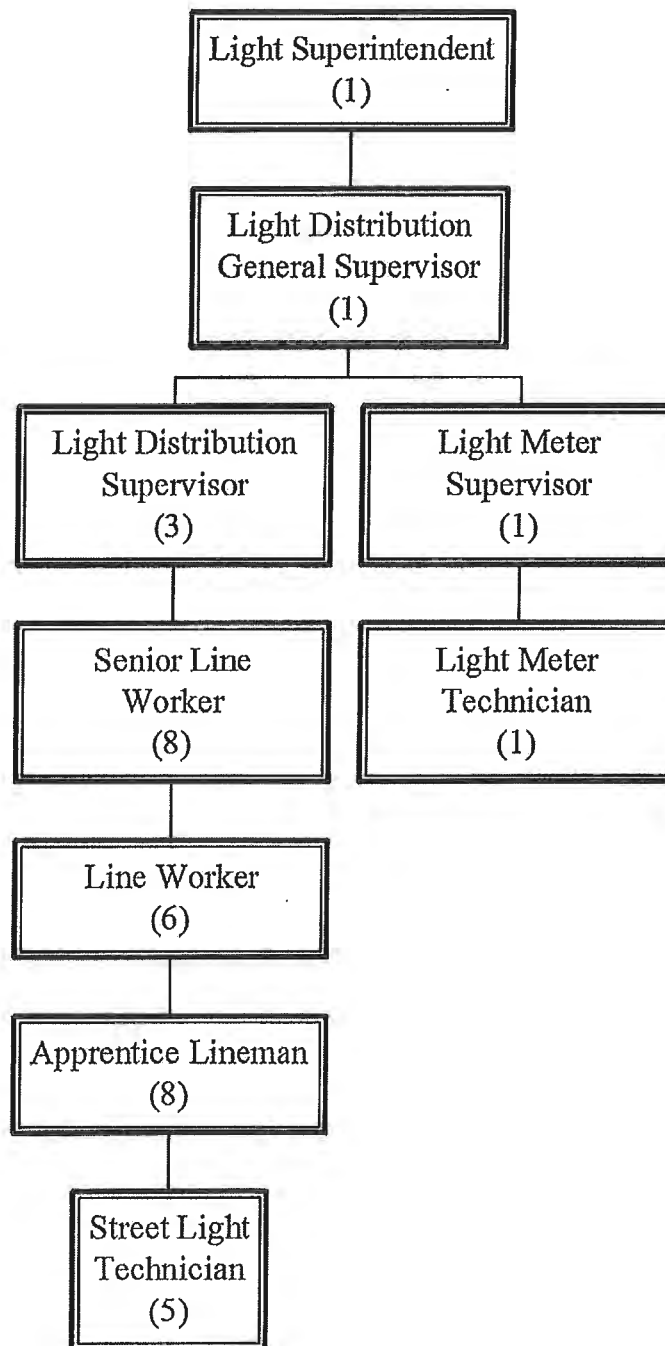 Light Superintendent
(1)
Light Distribution
General Supervisor
(1)
Light Distribution
Supervisor
(3)
Light Meter
Supervisor
(1)
Senior Line
Worker
(8)
Light Meter
Technician
(1)
Line Worker
(6)
Apprentice Lineman
(8)
Street Light
Technician
(5)